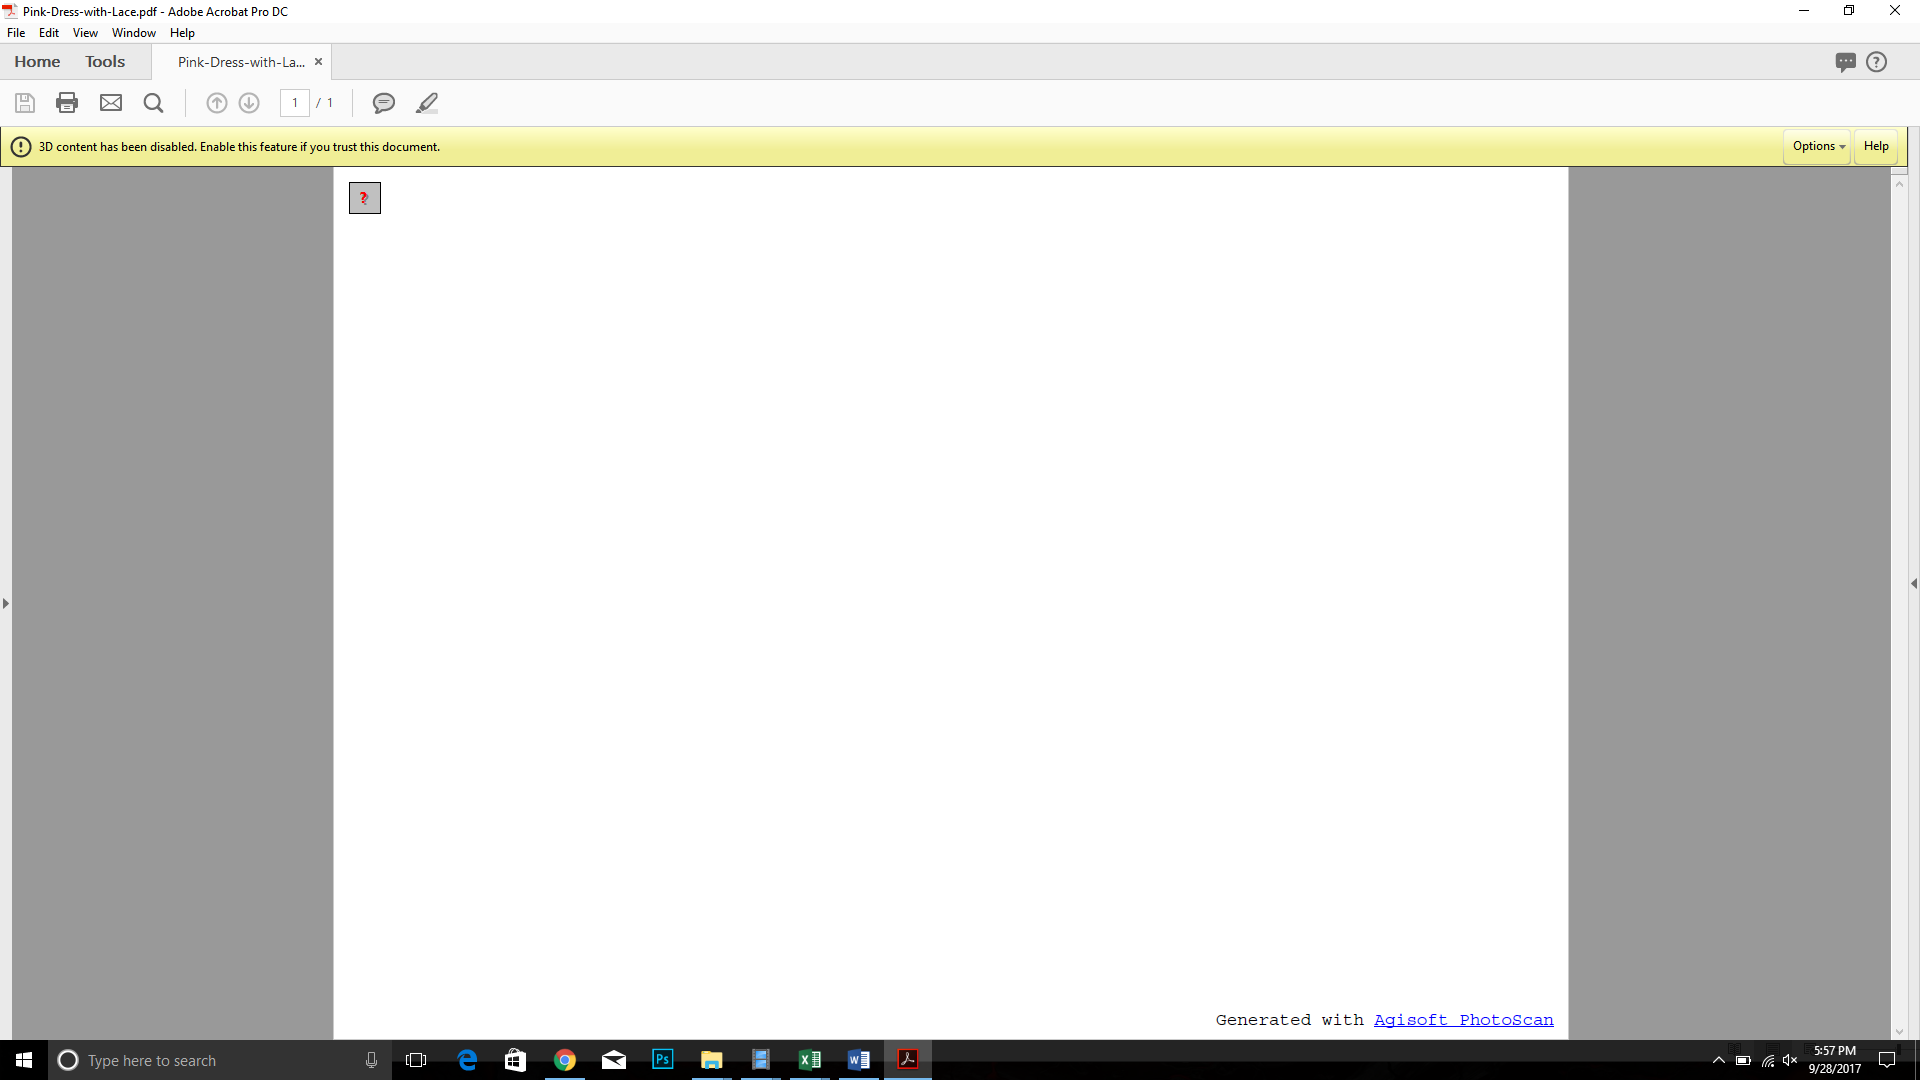 Pink-Dress-with-Lace.pdf - Adobe Acrobat Pro DC
File Edit View Window Help
Home Tools Pink-Dress-with-La... ×
1 / 1
3D content has been disabled. Enable this feature if you trust this document. Options Help
?
Generated with Agisoft PhotoScan
Type here to search Ps 5:57 PM
9/28/2017